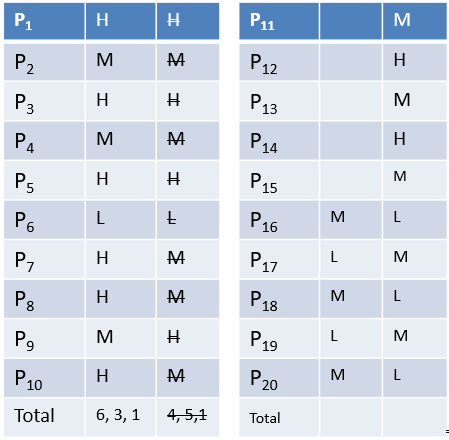 P₁ H H
P₂ M M
P₃ H H
P₄ M M
P₅ H H
P₆ L L
P₇ H M
P₈ H M
P₉ M H
P₁₀ H M
Total 6, 3, 1 4, 5,1
P₁₁ M
P₁₂ H
P₁₃ M
P₁₄ H
P₁₅ M
P₁₆ M L
P₁₇ L M
P₁₈ M L
P₁₉ L M
P₂₀ M L
Total